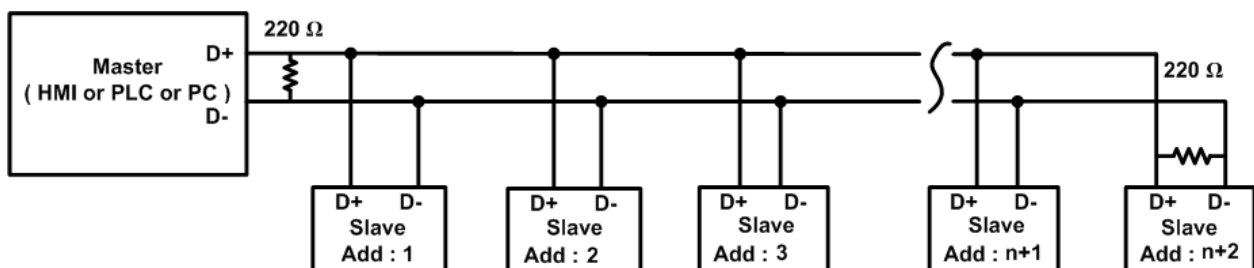 220 Ω
Master
( HMI or PLC or PC )
D+
D-
220 Ω
D+ D-
Slave
Add : 1
D+ D-
Slave
Add : 2
D+ D-
Slave
Add : 3
D+ D-
Slave
Add : n+1
D+ D-
Slave
Add : n+2